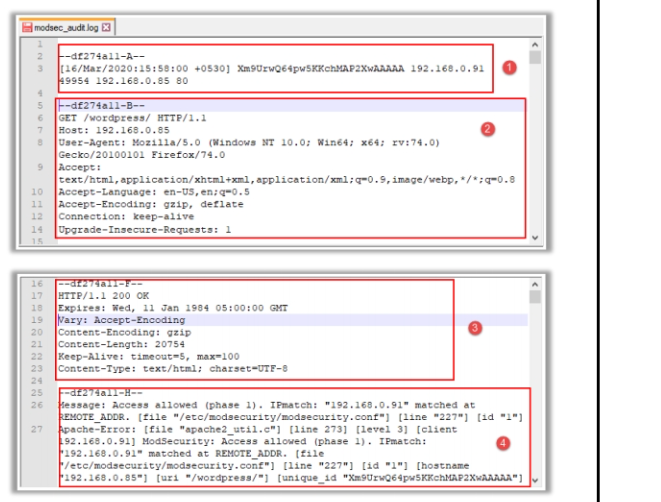 modsec_audit.log
1
2 --df274a11-A--
3 [16/Mar/2020:15:58:00 +0530] Xm9UrwQ64pw5KKchMAP2XwAAAAA 192.168.0.91
49954 192.168.0.85 80
1
4
5 --df274a11-B--
6 GET /wordpress/ HTTP/1.1
7 Host: 192.168.0.85
8 User-Agent: Mozilla/5.0 (Windows NT 10.0; Win64; x64; rv:74.0)
Gecko/20100101 Firefox/74.0
2
9 Accept:
text/html,application/xhtml+xml,application/xml;q=0.9,image/webp,*/*;q=0.8
10 Accept-Language: en-US,en;q=0.5
11 Accept-Encoding: gzip, deflate
12 Connection: keep-alive
14 Upgrade-Insecure-Requests: 1
15
16 --df274a11-F--
17 HTTP/1.1 200 OK
18 Expires: Wed, 11 Jan 1984 05:00:00 GMT
19 Vary: Accept-Encoding
20 Content-Encoding: gzip
3
21 Content-Length: 20754
22 Keep-Alive: timeout=5, max=100
23 Content-Type: text/html; charset=UTF-8
24
25 --df274a11-H--
26 Message: Access allowed (phase 1). IPmatch: "192.168.0.91" matched at
REMOTE_ADDR. [file "/etc/modsecurity/modsecurity.conf"] [line "227"] [id "1"]
27 Apache-Error: [file "apache2_util.c"] [line 273] [level 3] [client
192.168.0.91] ModSecurity: Access allowed (phase 1). IPmatch:
4
"192.168.0.91" matched at REMOTE_ADDR. [file
"/etc/modsecurity/modsecurity.conf"] [line "227"] [id "1"] [hostname
"192.168.0.85"] [uri "/wordpress/"] [unique_id "Xm9UrwQ64pw5KKchMAP2XwAAAAA"]